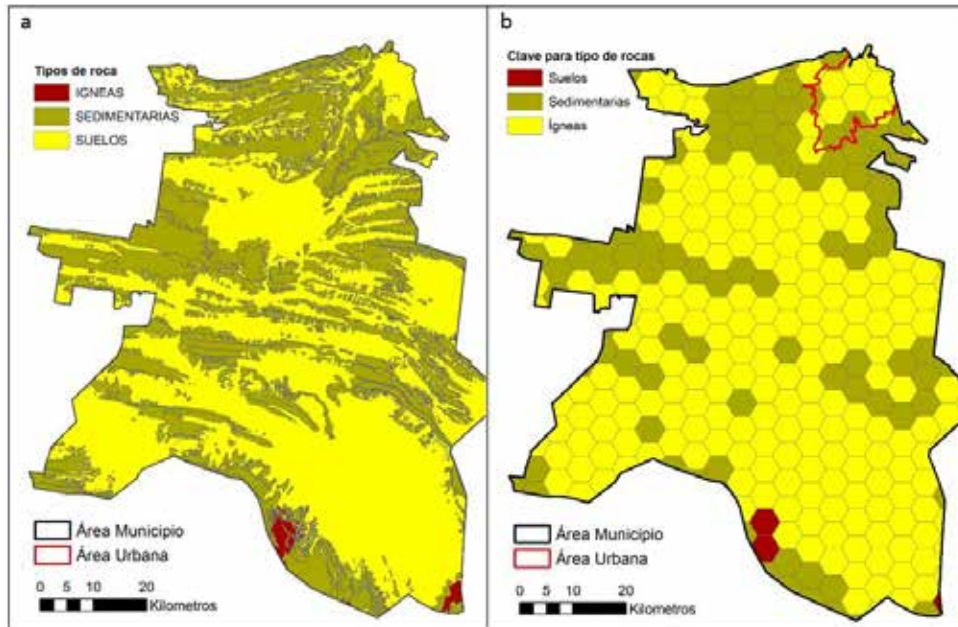 a
Tipos de roca
IGNEAS
SEDIMENTARIAS
SUELOS
Área Municipio
Área Urbana
0 5 10 20
Kilometros
b
Clave para tipo de rocas
Suelos
Sedimentarias
Ígneas
Área Municipio
Área Urbana
0 5 10 20
Kilometros